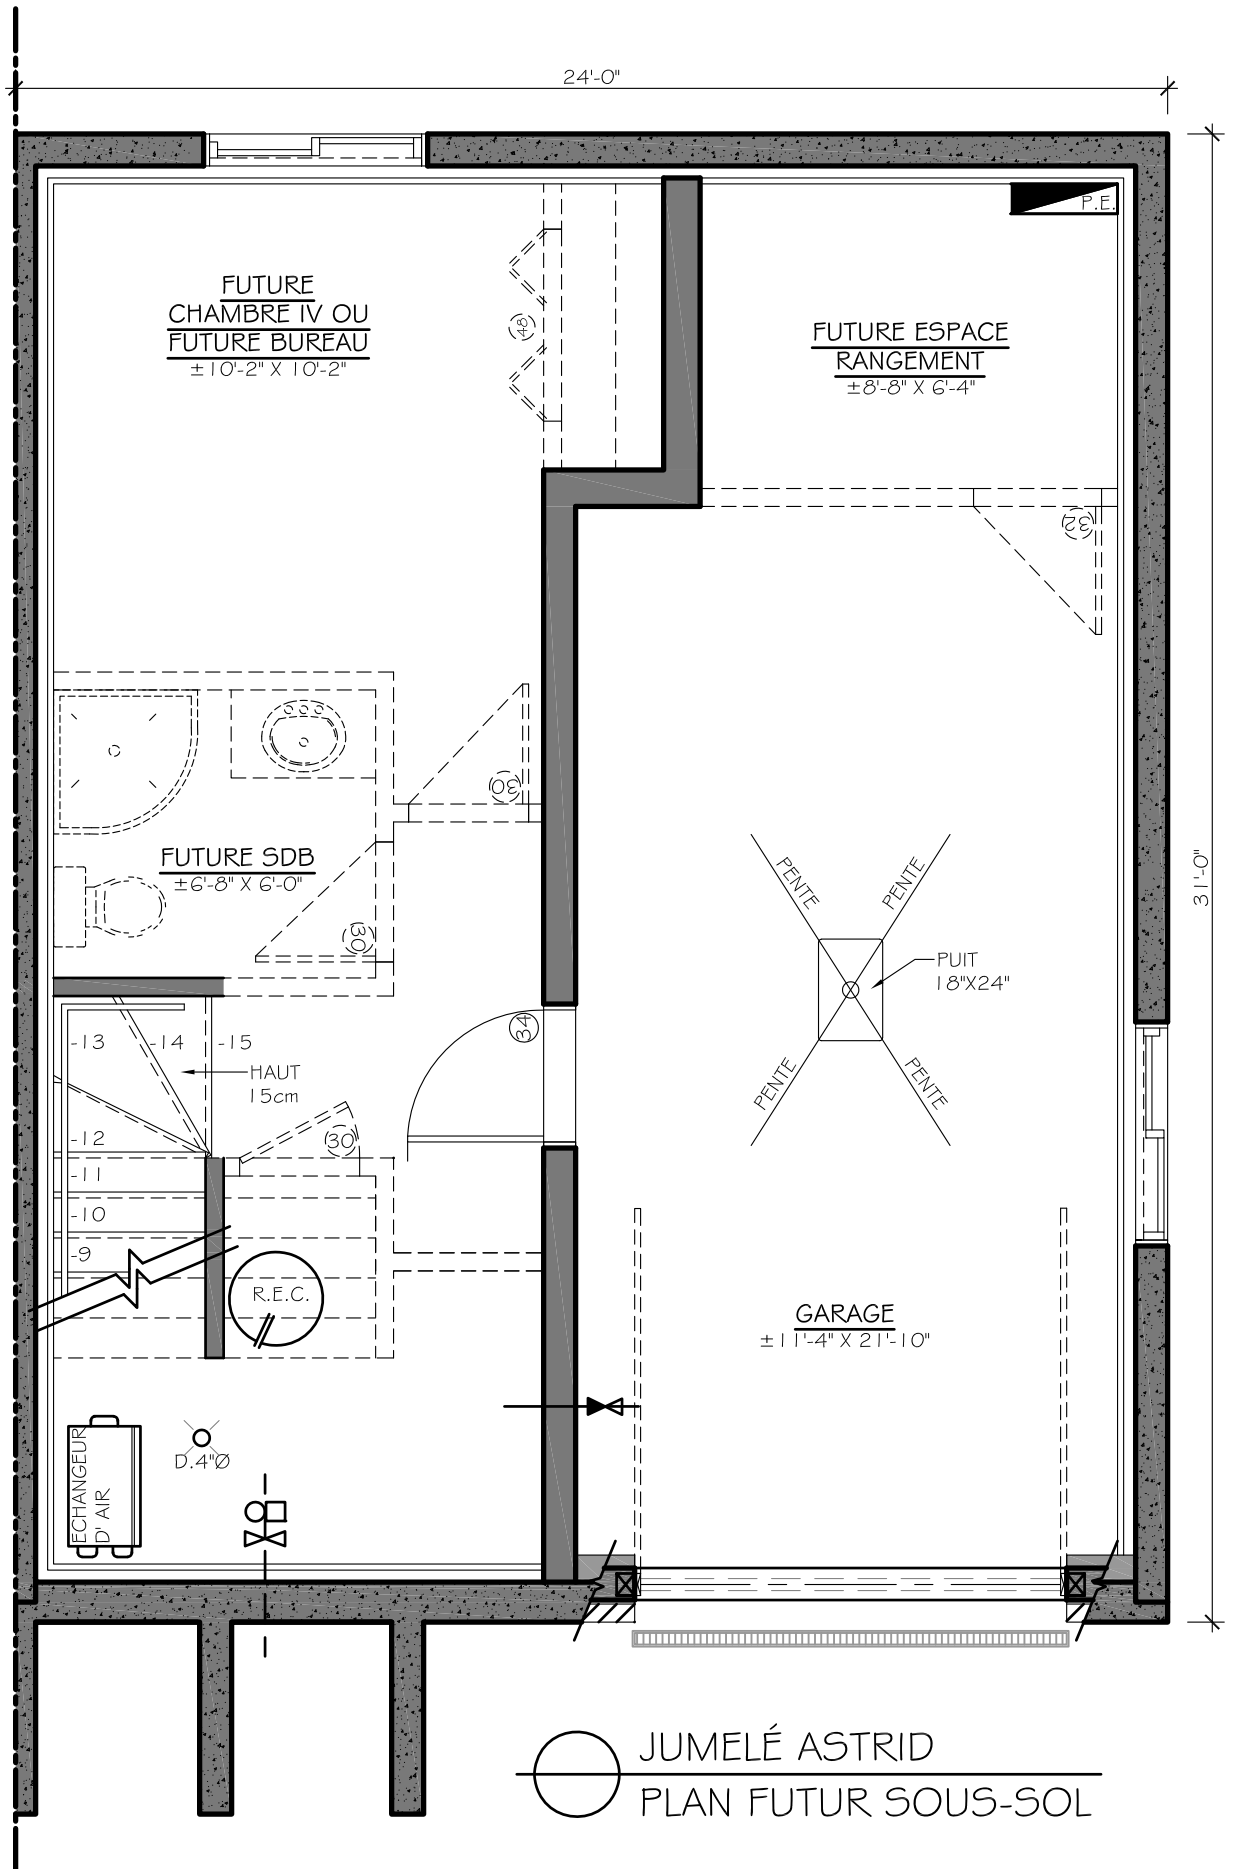 24'-0"
P.E.
FUTURE
CHAMBRE IV OU
FUTURE BUREAU
±10'-2" X 10'-2"
48
FUTURE ESPACE
RANGEMENT
±8'-8" X 6'-4"
32
30
FUTURE SDB
±6'-8" X 6'-0"
30
31'-0"
PENTE
PENTE
PUIT
18"X24"
PENTE
PENTE
34
-13
-14
-15
HAUT
15cm
-12
30
-11
-10
-9
R.E.C.
GARAGE
±11'-4" X 21'-10"
ECHANGEUR
D' AIR
D.4"Ø
JUMELÉ ASTRID
PLAN FUTUR SOUS-SOL